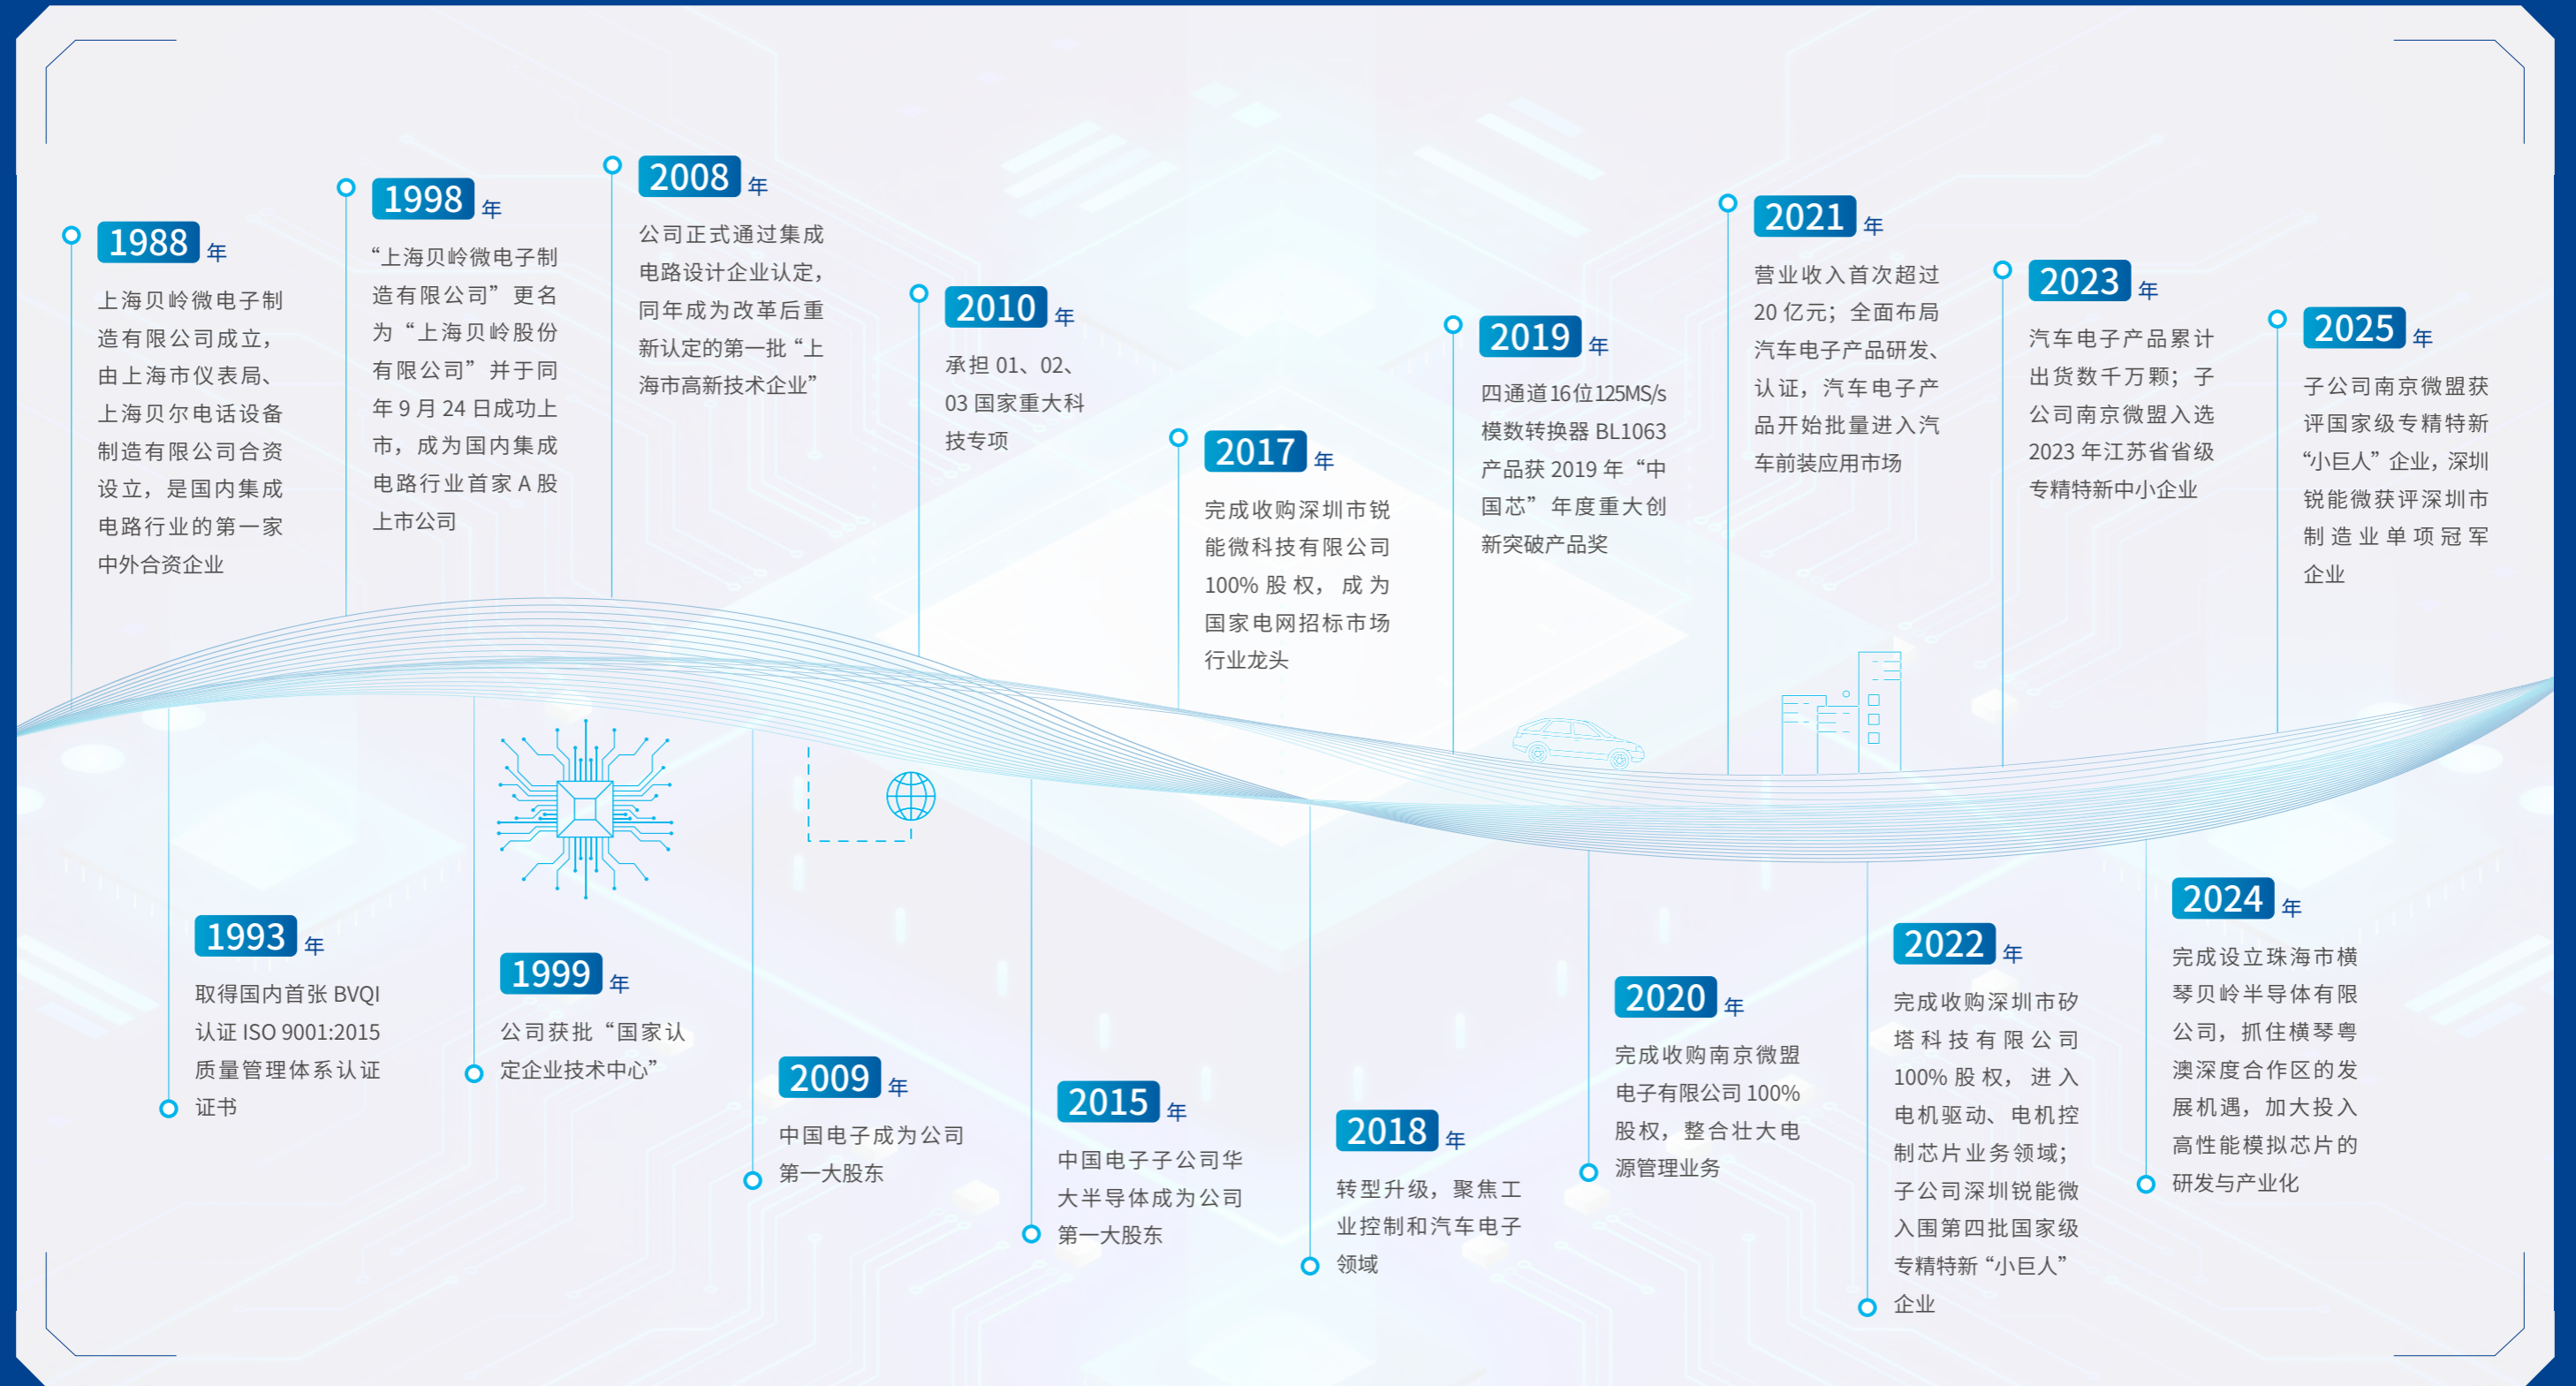 1988 年
上海贝岭微电子制
造有限公司成立，
由上海市仪表局、
上海贝尔电话设备
制造有限公司合资
设立，是国内集成
电路行业的第一家
中外合资企业
1998 年
“上海贝岭微电子制
造有限公司”更名
为“上海贝岭股份
有限公司”并于同
年 9 月 24 日成功上
市，成为国内集成
电路行业首家 A 股
上市公司
2008 年
公司正式通过集成
电路设计企业认定，
同年成为改革后重
新认定的第一批“上
海市高新技术企业”
2010 年
承担 01、02、
03 国家重大科
技专项
2017 年
完成收购深圳市锐
能微科技有限公司
100% 股权，成为
国家电网招标市场
行业龙头
2019 年
四通道16位125MS/s
模数转换器 BL1063
产品获 2019 年“中
国芯”年度重大创
新突破产品奖
2021 年
营业收入首次超过
20 亿元；全面布局
汽车电子产品研发、
认证，汽车电子产
品开始批量进入汽
车前装应用市场
2023 年
汽车电子产品累计
出货数千万颗；子
公司南京微盟入选
2023 年江苏省省级
专精特新中小企业
2025 年
子公司南京微盟获
评国家级专精特新
“小巨人”企业，深圳
锐能微获评深圳市
制造业单项冠军
企业
1993 年
取得国内首张 BVQI
认证 ISO 9001:2015
质量管理体系认证
证书
1999 年
公司获批“国家认
定企业技术中心”
2009 年
中国电子成为公司
第一大股东
2015 年
中国电子子公司华
大半导体成为公司
第一大股东
2018 年
转型升级，聚焦工
业控制和汽车电子
领域
2020 年
完成收购南京微盟
电子有限公司 100%
股权，整合壮大电
源管理业务
2022 年
完成收购深圳市矽
塔科技有限公司
100% 股权，进入
电机驱动、电机控
制芯片业务领域；
子公司深圳锐能微
入围第四批国家级
专精特新“小巨人”
企业
2024 年
完成设立珠海市横
琴贝岭半导体有限
公司，抓住横琴粤
澳深度合作区的发
展机遇，加大投入
高性能模拟芯片的
研发与产业化